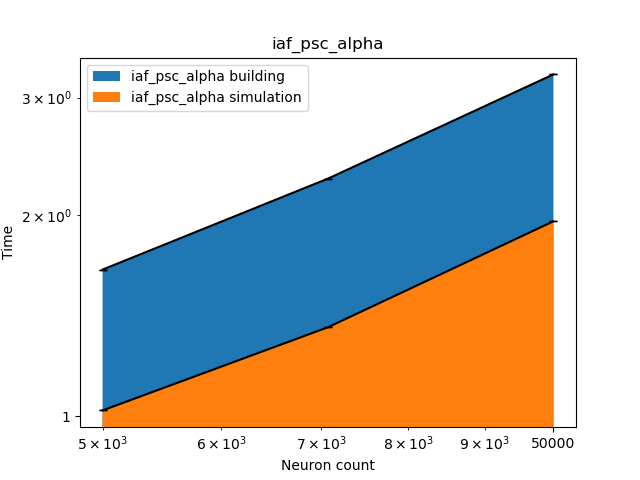 iaf_psc_alpha
iaf_psc_alpha building
iaf_psc_alpha simulation
3 × 10⁰
2 × 10⁰
1
Time
5 × 10³ 6 × 10³ 7 × 10³ 8 × 10³ 9 × 10³ 50000
Neuron count